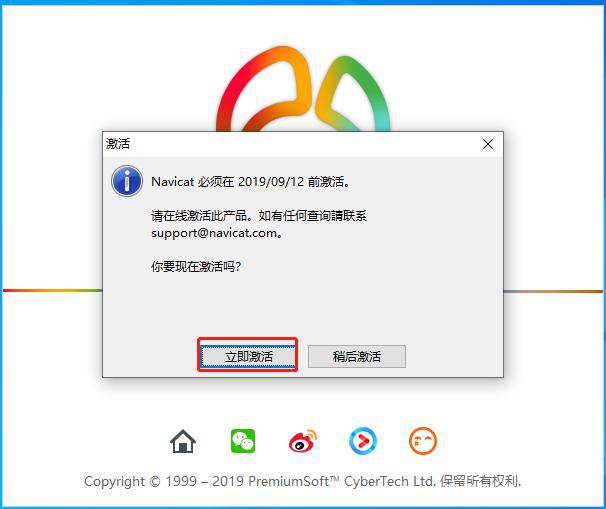 激活
Navicat 必须在 2019/09/12 前激活。
请在线激活此产品。如有任何查询請联系
support@navicat.com。
你要现在激活吗?
立即激活
稍后激活
Copyright © 1999 – 2019 PremiumSoft™ CyberTech Ltd. 保留所有权利.